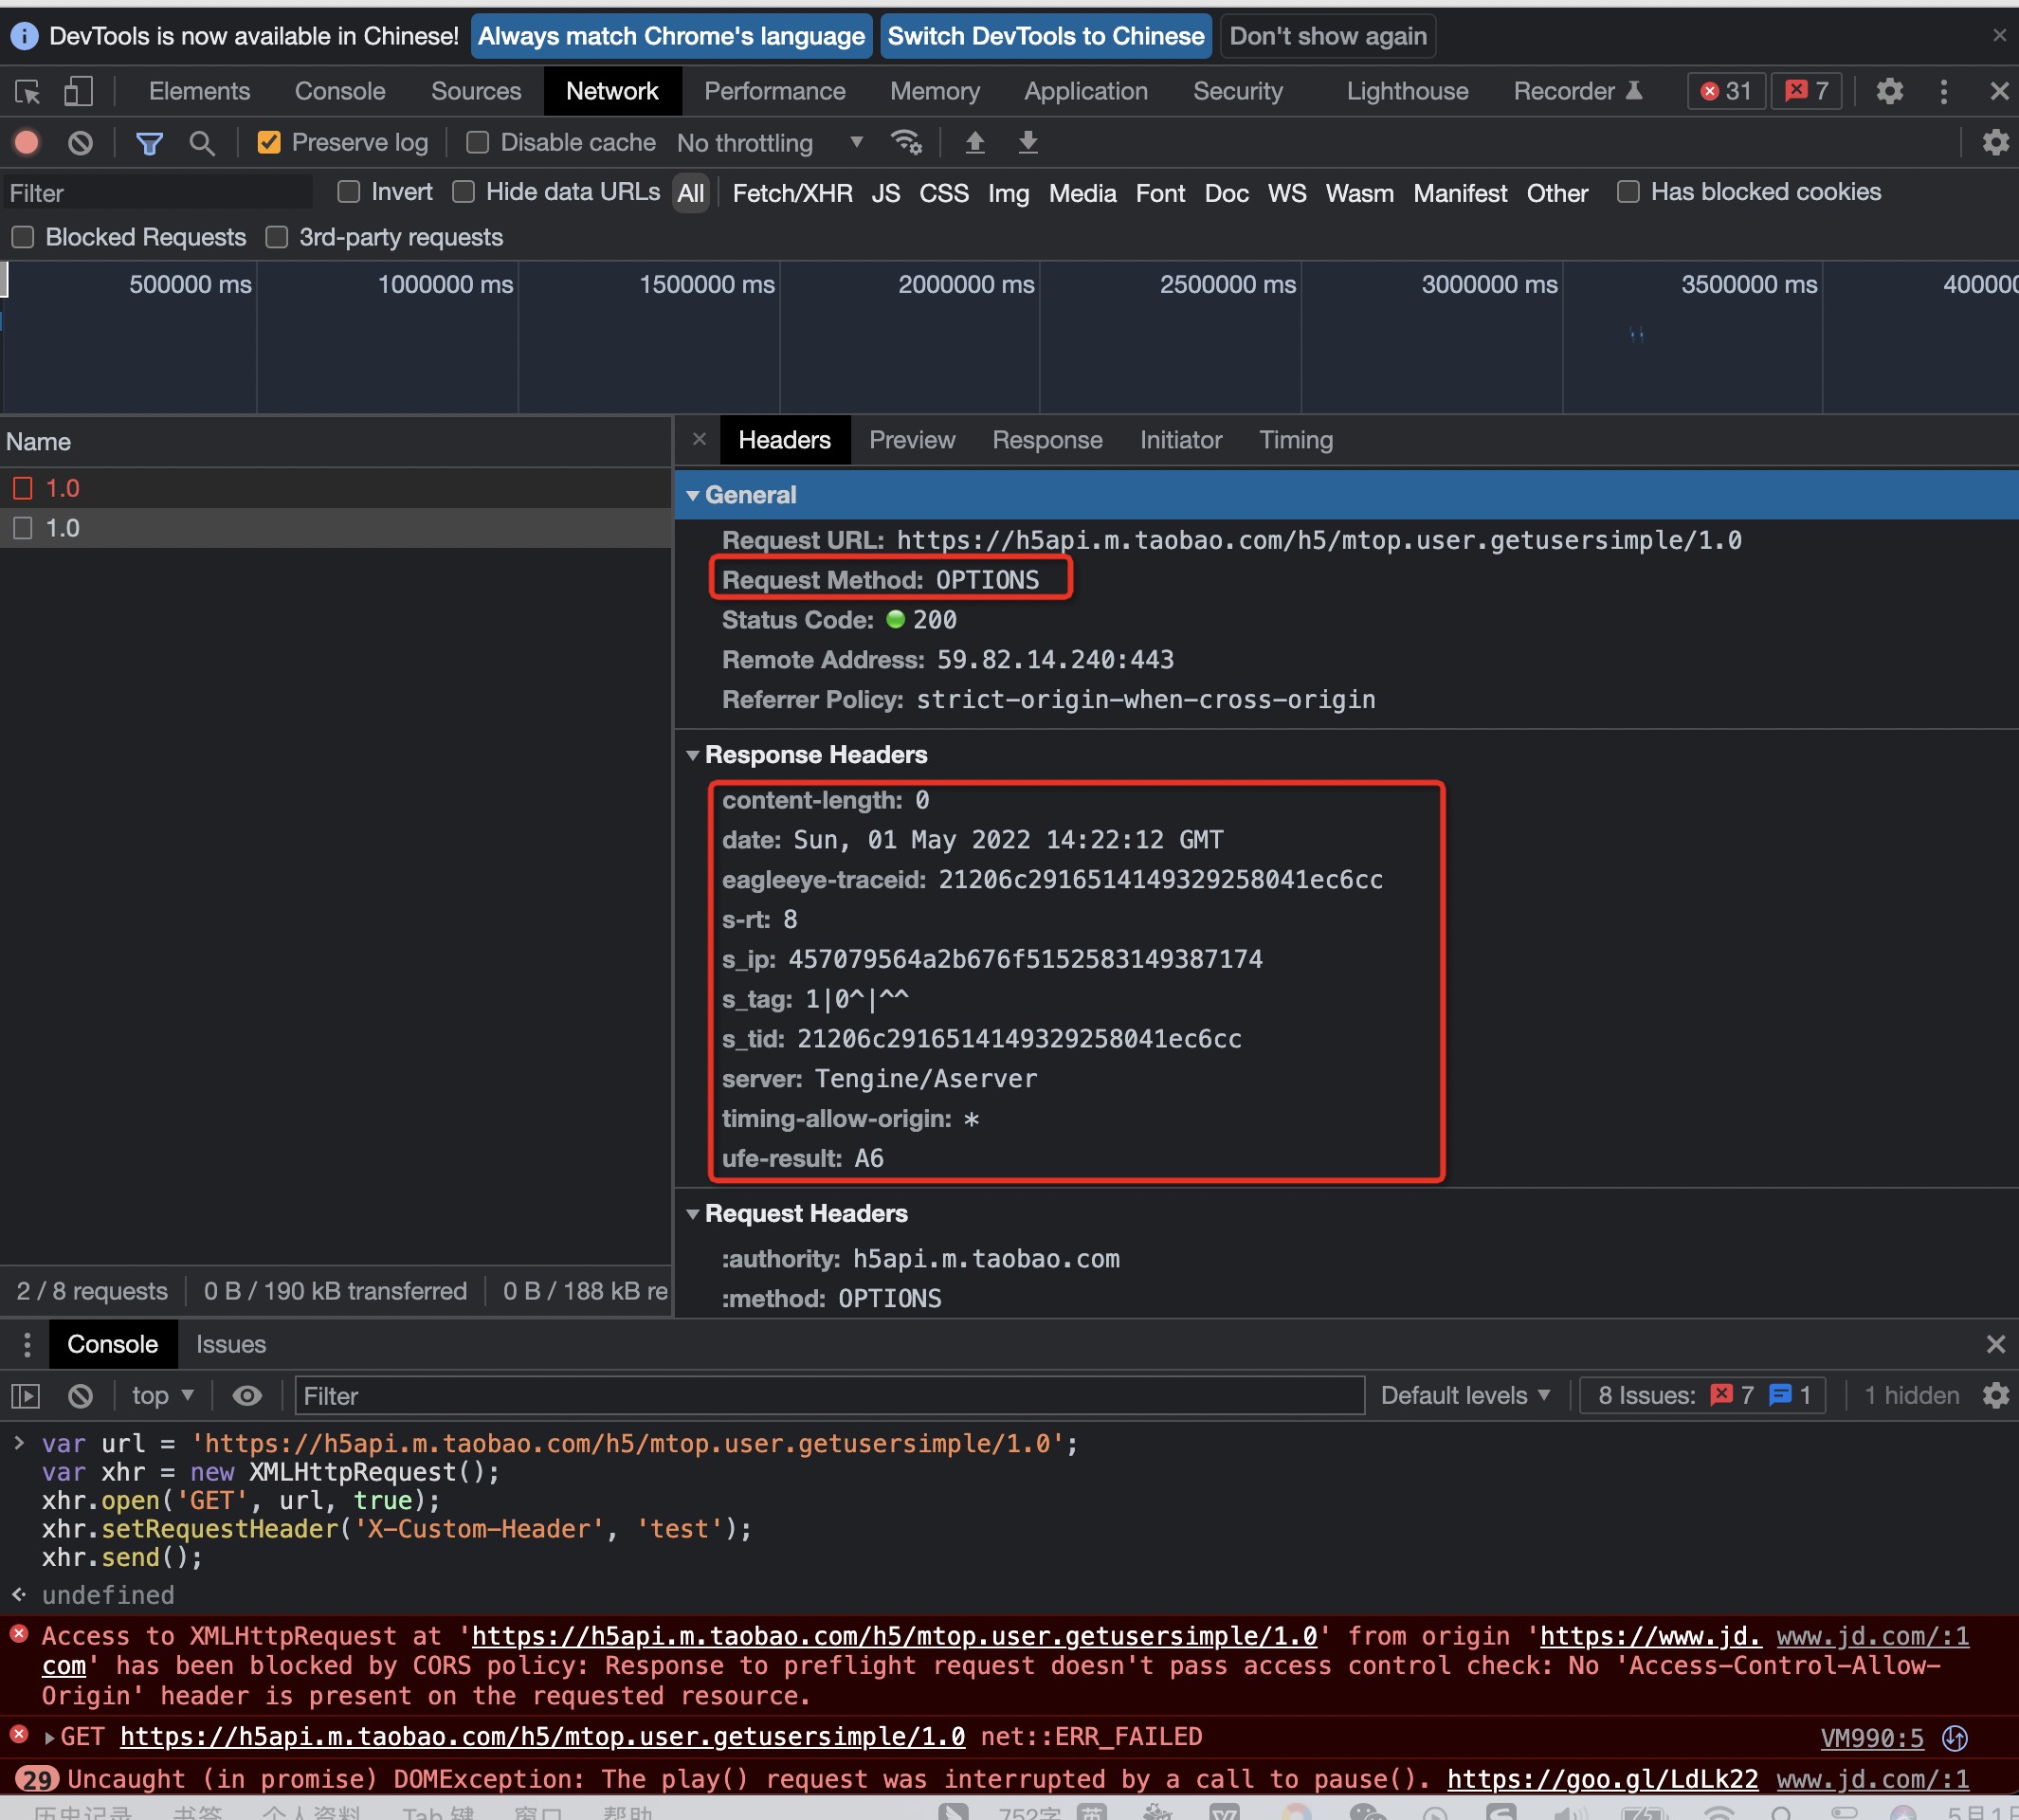 DevTools is now available in Chinese! Always match Chrome's language Switch DevTools to Chinese Don't show again
Elements Console Sources Network Performance Memory Application Security Lighthouse Recorder 31 7
Preserve log Disable cache No throttling
Filter Invert Hide data URLs All Fetch/XHR JS CSS Img Media Font Doc WS Wasm Manifest Other Has blocked cookies
Blocked Requests 3rd-party requests
500000 ms 1000000 ms 1500000 ms 2000000 ms 2500000 ms 3000000 ms 3500000 ms 400000
Name
1.0
1.0
Headers Preview Response Initiator Timing
General
Request URL: https://h5api.m.taobao.com/h5/mtop.user.getusersimple/1.0
Request Method: OPTIONS
Status Code: 200
Remote Address: 59.82.14.240:443
Referrer Policy: strict-origin-when-cross-origin
Response Headers
content-length: 0
date: Sun, 01 May 2022 14:22:12 GMT
eagleeye-traceid: 21206c2916514149329258041ec6cc
s-rt: 8
s_ip: 457079564a2b676f5152583149387174
s_tag: 1|0^|^^
s_tid: 21206c2916514149329258041ec6cc
server: Tengine/Aserver
timing-allow-origin: *
ufe-result: A6
Request Headers
:authority: h5api.m.taobao.com
:method: OPTIONS
2 / 8 requests 0 B / 190 kB transferred 0 B / 188 kB re
Console Issues
top Filter Default levels 8 Issues: 7 1 1 hidden
var url = 'https://h5api.m.taobao.com/h5/mtop.user.getusersimple/1.0';
var xhr = new XMLHttpRequest();
xhr.open('GET', url, true);
xhr.setRequestHeader('X-Custom-Header', 'test');
xhr.send();
undefined
Access to XMLHttpRequest at 'https://h5api.m.taobao.com/h5/mtop.user.getusersimple/1.0' from origin 'https://www.jd. www.jd.com/:1
com' has been blocked by CORS policy: Response to preflight request doesn't pass access control check: No 'Access-Control-Allow-
Origin' header is present on the requested resource.
GET https://h5api.m.taobao.com/h5/mtop.user.getusersimple/1.0 net::ERR_FAILED VM990:5
29 Uncaught (in promise) DOMException: The play() request was interrupted by a call to pause(). https://goo.gl/LdLk22 www.jd.com/:1